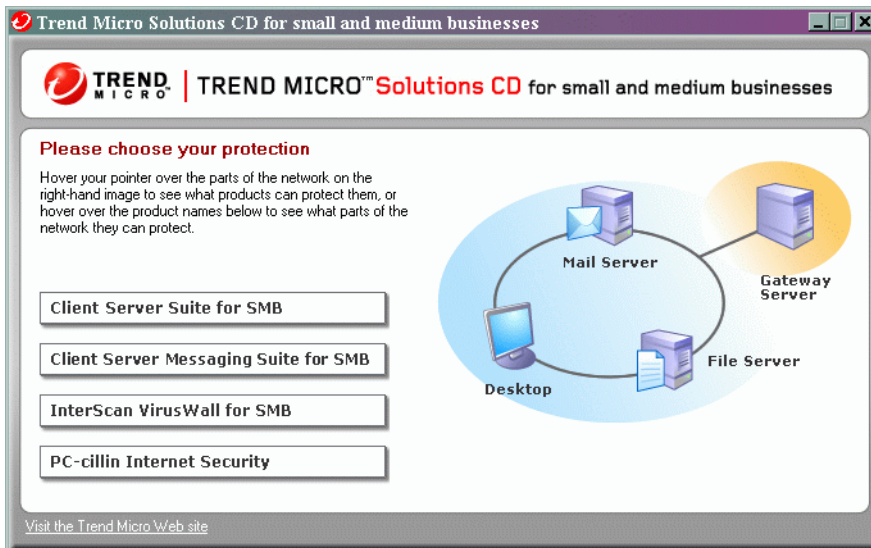 Trend Micro Solutions CD for small and medium businesses
TREND MICRO
TREND MICRO™ Solutions CD for small and medium businesses
Please choose your protection
Hover your pointer over the parts of the network on the
right-hand image to see what products can protect them, or
hover over the product names below to see what parts of the
network they can protect.
Client Server Suite for SMB
Client Server Messaging Suite for SMB
InterScan VirusWall for SMB
PC-cillin Internet Security
Mail Server
Gateway
Server
File Server
Desktop
Visit the Trend Micro Web site